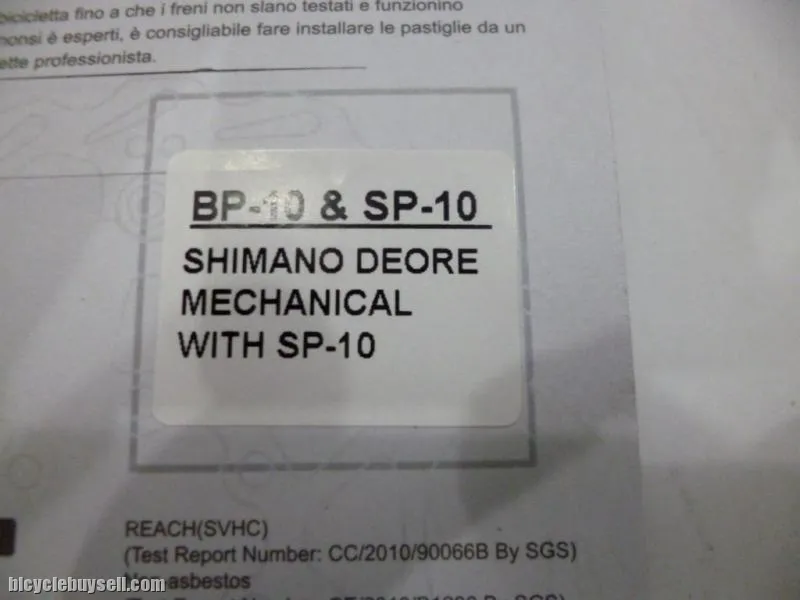 bicicletta fino a che i freni non siano testati e funzionino
nonsi è esperti, è consigliabile fare installare le pastiglie da un
ette professionista.
BP-10 & SP-10
SHIMANO DEORE
MECHANICAL
WITH SP-10
REACH(SVHC)
(Test Report Number: CC/2010/90066B By SGS)
Non-asbestos
bicyclebuysell.com